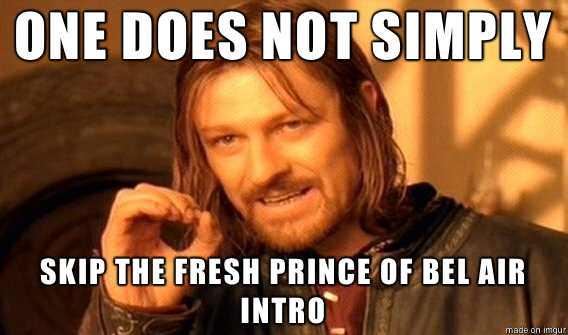 ONE DOES NOT SIMPLY
SKIP THE FRESH PRINCE OF BEL AIR
INTRO
made on imgur